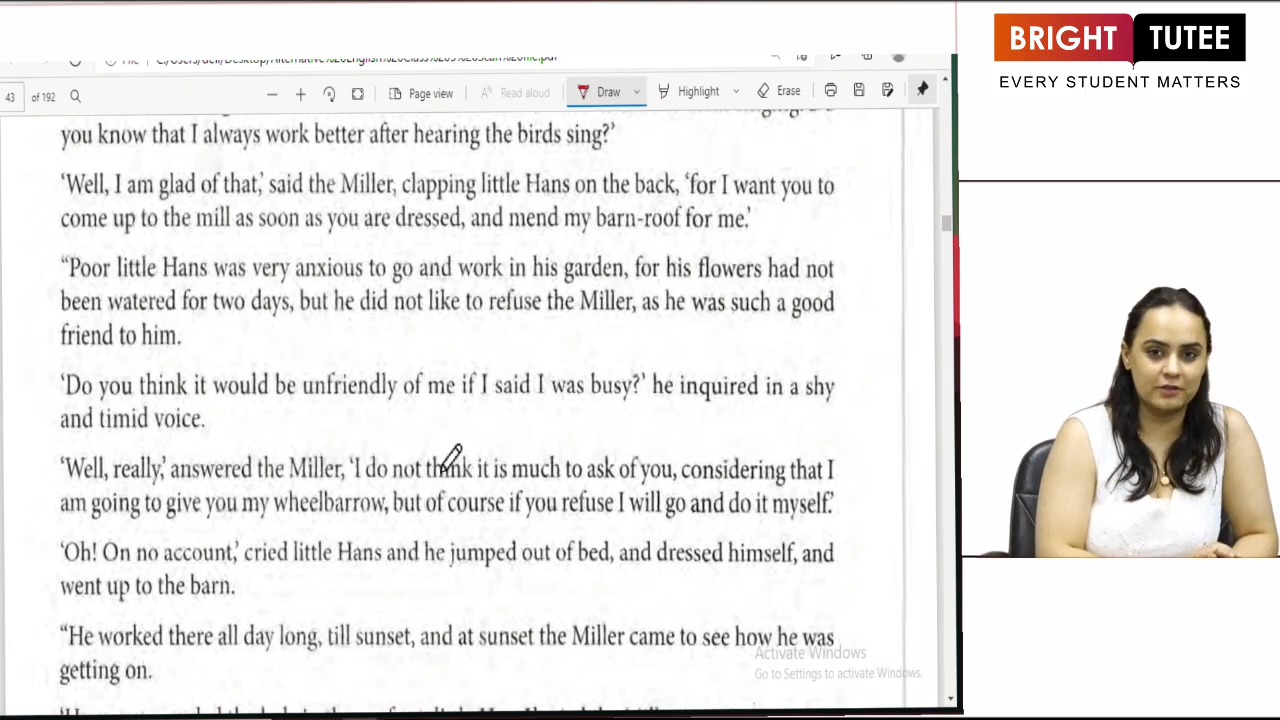 BRIGHT TUTEE
EVERY STUDENT MATTERS
43 of 192
Page view
Read aloud
Draw
Highlight
Erase
you know that I always work better after hearing the birds sing?’
‘Well, I am glad of that,’ said the Miller, clapping little Hans on the back, ‘for I want you to
come up to the mill as soon as you are dressed, and mend my barn-roof for me.’
“Poor little Hans was very anxious to go and work in his garden, for his flowers had not
been watered for two days, but he did not like to refuse the Miller, as he was such a good
friend to him.
‘Do you think it would be unfriendly of me if I said I was busy?’ he inquired in a shy
and timid voice.
‘Well, really,’ answered the Miller, ‘I do not think it is much to ask of you, considering that I
am going to give you my wheelbarrow, but of course if you refuse I will go and do it myself.’
‘Oh! On no account,’ cried little Hans and he jumped out of bed, and dressed himself, and
went up to the barn.
“He worked there all day long, till sunset, and at sunset the Miller came to see how he was
getting on.
Activate Windows
Go to Settings to activate Windows.